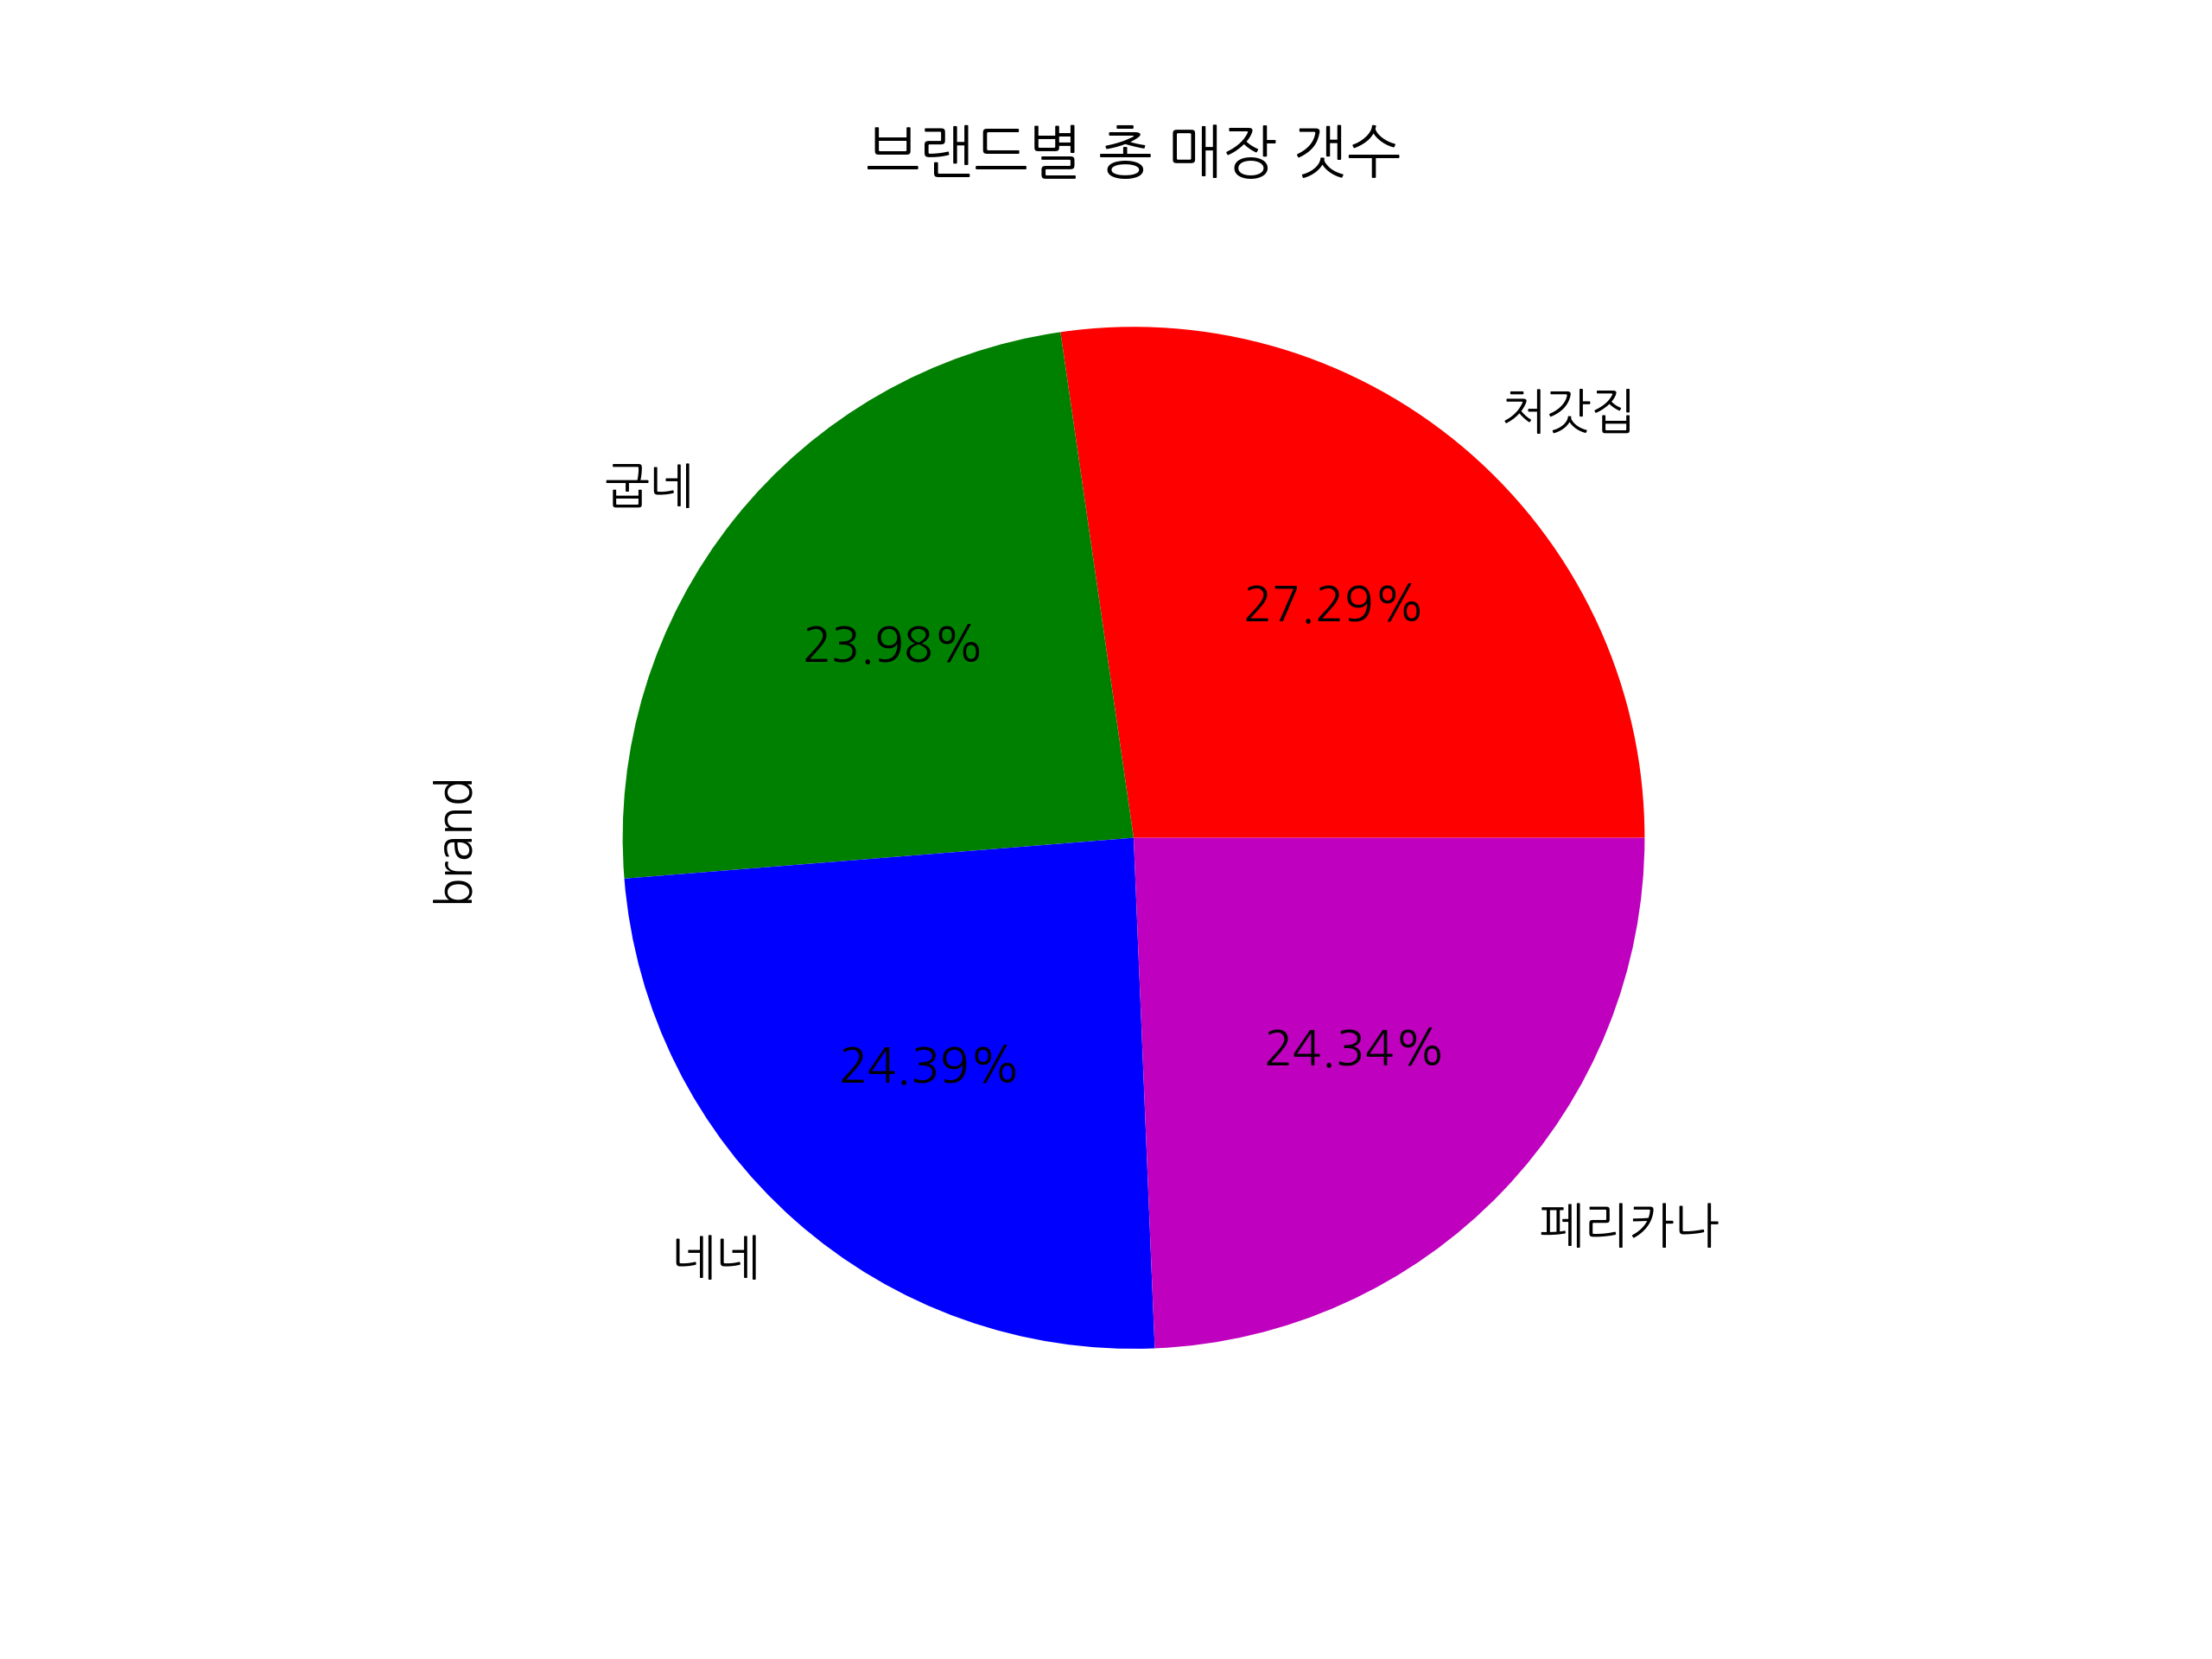 브랜드별 총 매장 갯수
처갓집
굽네
27.29%
23.98%
brand
24.34%
24.39%
페리카나
네네